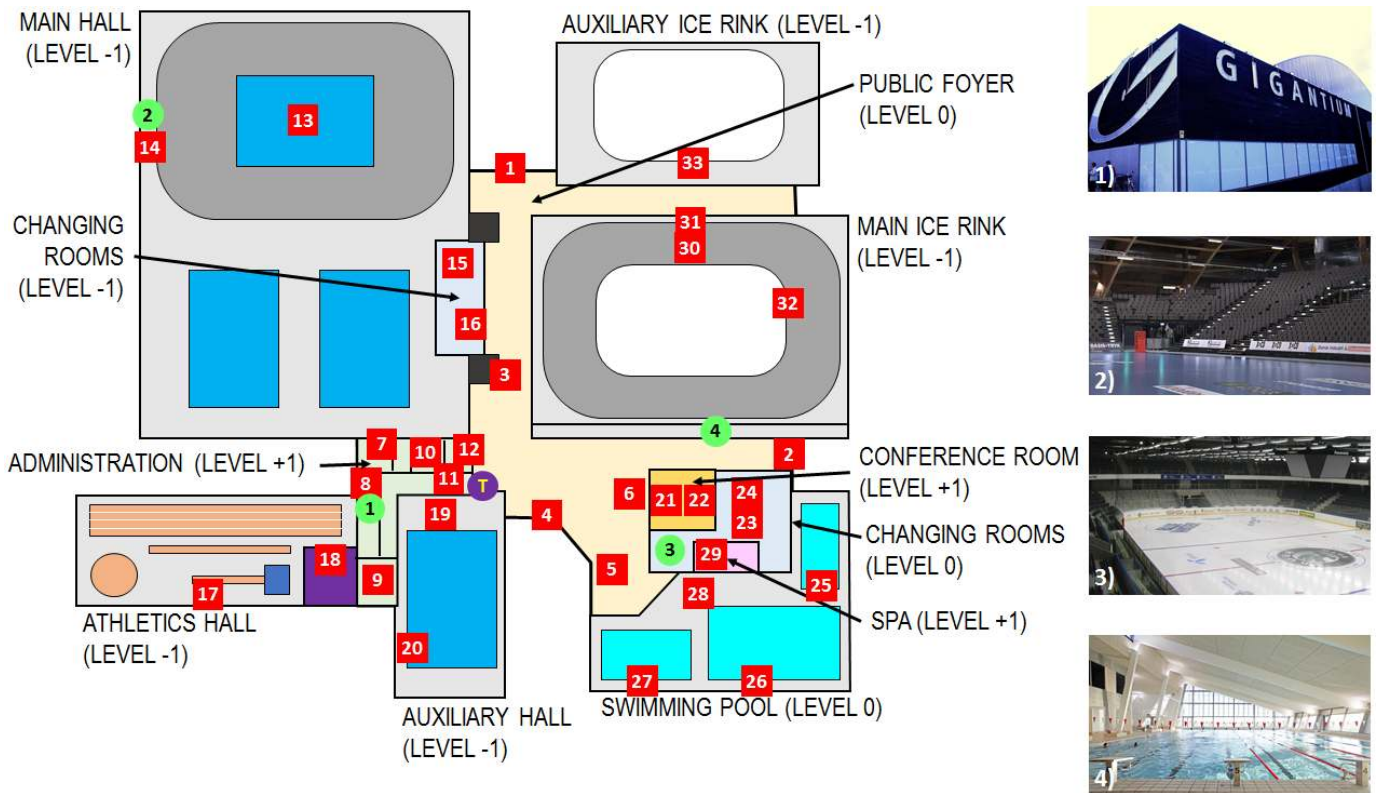 MAIN HALL
(LEVEL -1)
AUXILIARY ICE RINK (LEVEL -1)
PUBLIC FOYER
(LEVEL 0)
2
14
13
1
33
CHANGING
ROOMS
(LEVEL -1)
15
16
3
31
30
32
MAIN ICE RINK
(LEVEL -1)
4
ADMINISTRATION (LEVEL +1)
7
10
12
8
11
T
1
2
CONFERENCE ROOM
(LEVEL +1)
6
21
22
24
23
19
4
3
29
CHANGING ROOMS
(LEVEL 0)
5
18
9
17
28
25
SPA (LEVEL +1)
ATHLETICS HALL
(LEVEL -1)
20
27
26
SWIMMING POOL (LEVEL 0)
AUXILIARY HALL
(LEVEL -1)
GIGANTIUM
1)
2)
3)
4)